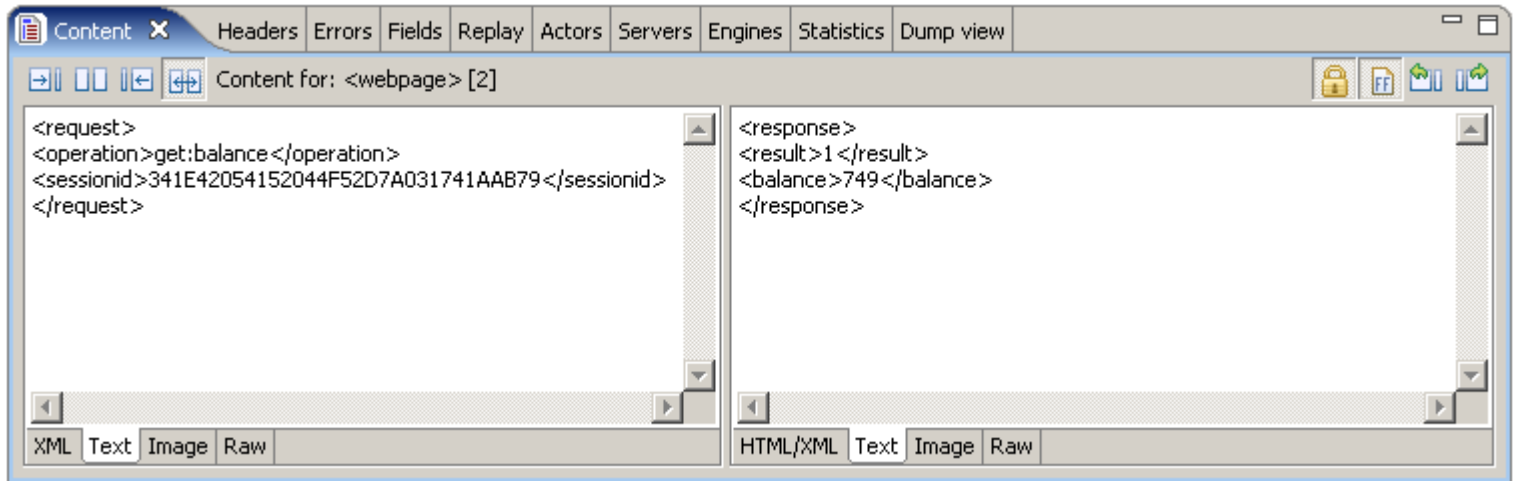 Content Headers Errors Fields Replay Actors Servers Engines Statistics Dump view
Content for: <webpage> [2]
FF
<request>
<operation>get:balance</operation>
<sessionid>341E42054152044F52D7A031741AAB79</sessionid>
</request>
<response>
<result>1</result>
<balance>749</balance>
</response>
XML Text Image Raw
HTML/XML Text Image Raw